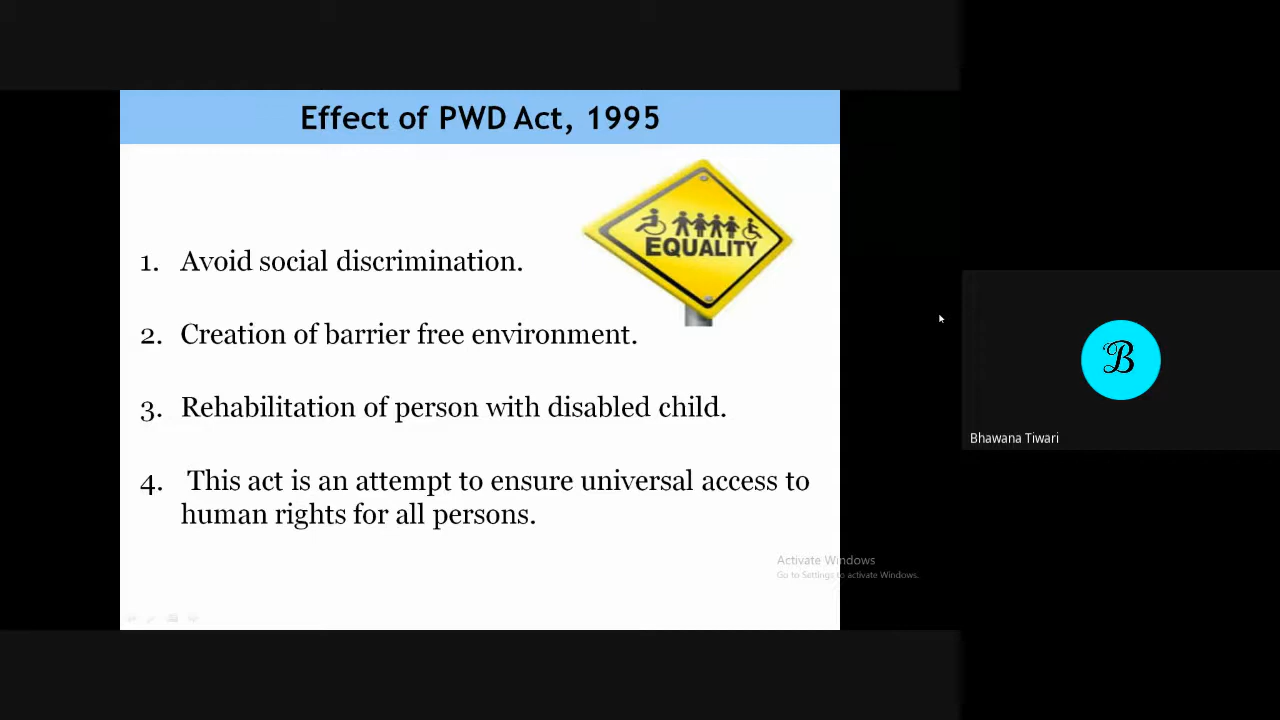 Effect of PWD Act, 1995
EQUALITY
1. Avoid social discrimination.
2. Creation of barrier free environment.
3. Rehabilitation of person with disabled child.
4. This act is an attempt to ensure universal access to
human rights for all persons.
B
Bhawana Tiwari
Activate Windows
Go to Settings to activate Windows.